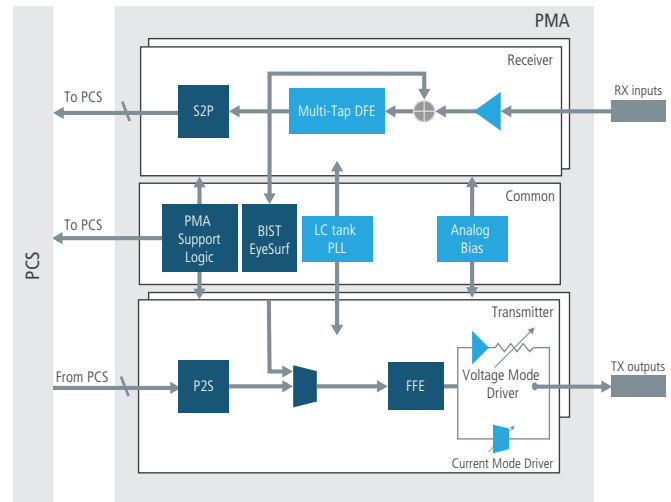 PMA
Receiver
To PCS
S2P
Multi-Tap DFE
RX inputs
Common
To PCS
PMA
Support
Logic
BIST
EyeSurf
LC tank
PLL
Analog
Bias
PCS
Transmitter
From PCS
P2S
FFE
Voltage Mode
Driver
TX outputs
Current Mode Driver